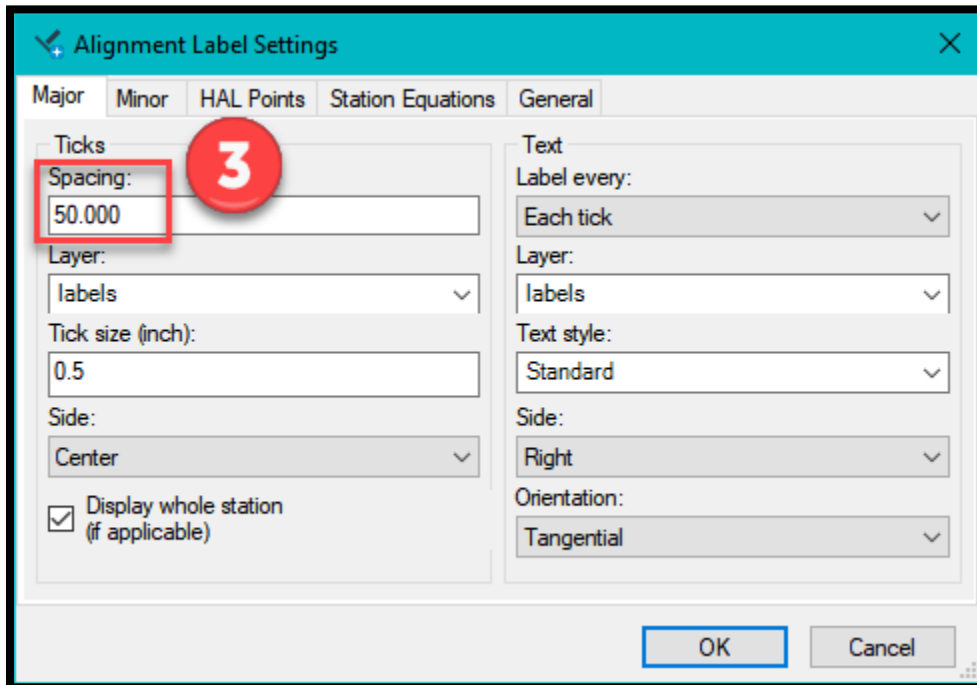 Alignment Label Settings
Major Minor HAL Points Station Equations General
Ticks
Spacing:
3
50.000
Layer:
labels
Tick size (inch):
0.5
Side:
Center
Display whole station
(if applicable)
Text
Label every:
Each tick
Layer:
labels
Text style:
Standard
Side:
Right
Orientation:
Tangential
OK Cancel